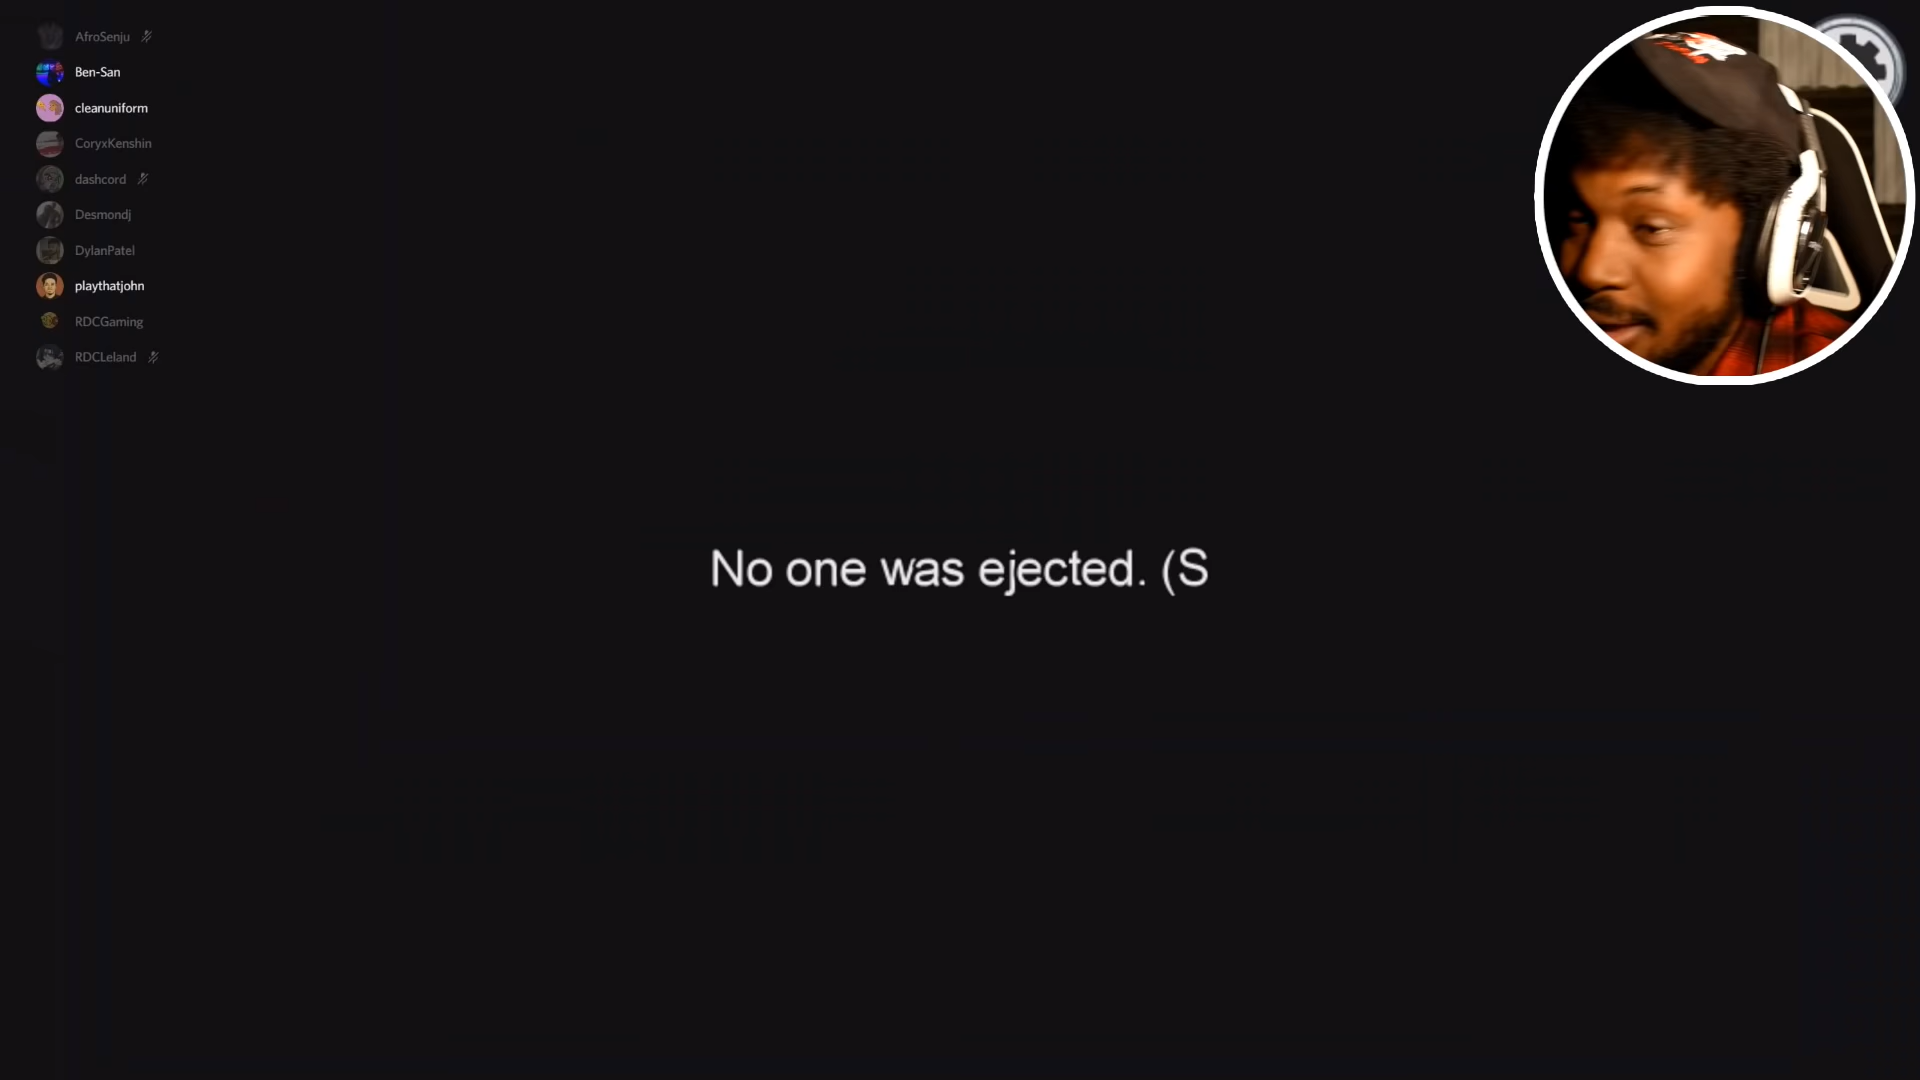 AfroSenju
Ben-San
cleanuniform
CoryxKenshin
dashcord
Desmondj
DylanPatel
playthatjohn
RDCGaming
RDCLeland
No one was ejected. (S